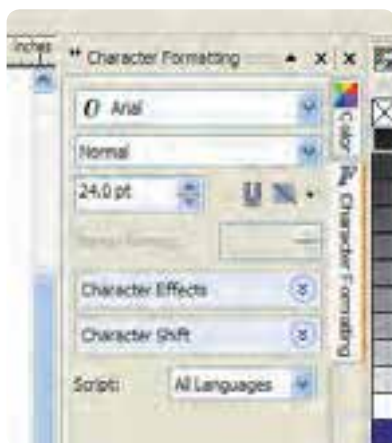 inches
Character Formatting
O Arial
Normal
24.0 pt
U
Character Effects
Character Shift
Script: All Languages
Color
Character Formatting